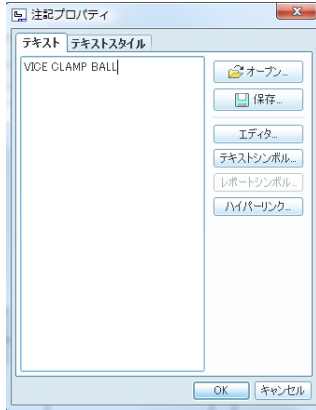 注記プロパティ
テキスト テキストスタイル
VICE CLAMP BALL
オープン...
保存...
エディタ...
テキストシンボル...
レポートシンボル...
ハイパーリンク...
OK キャンセル